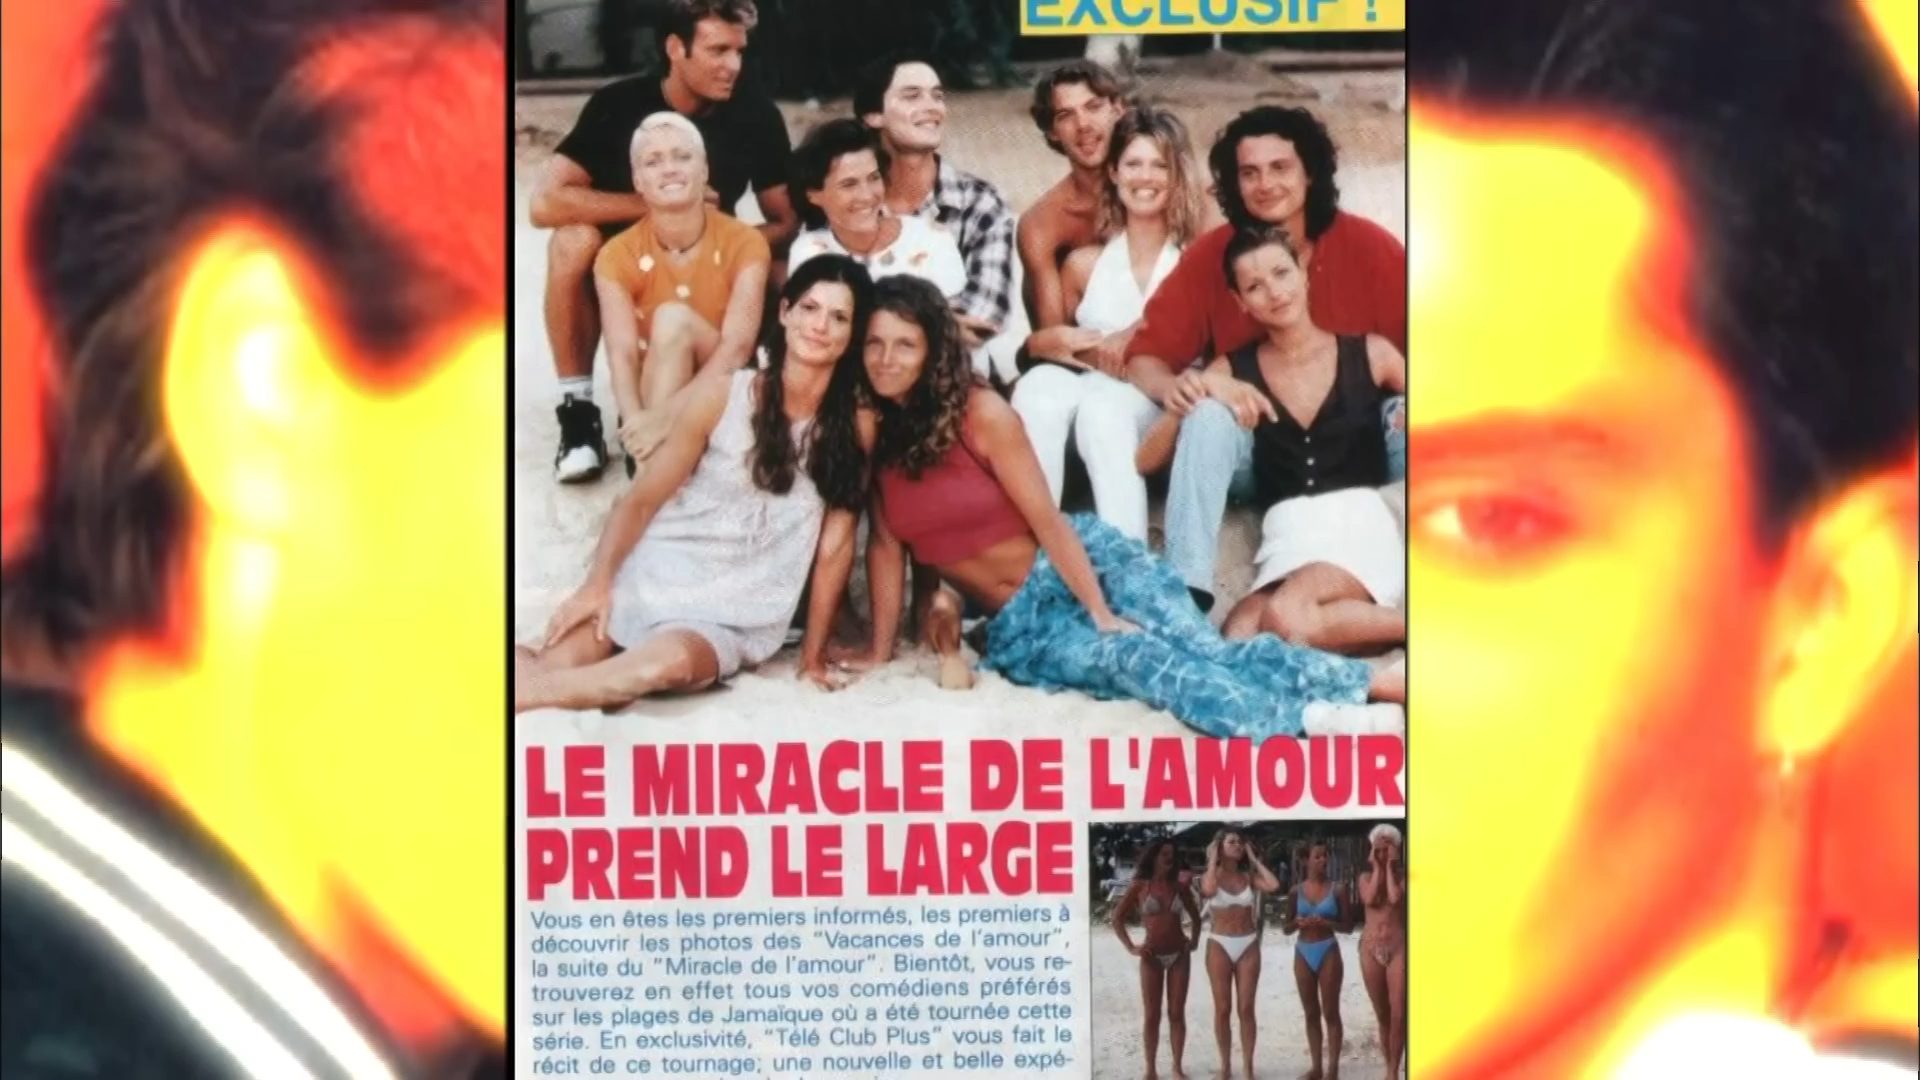 EXCLUSIF !
LE MIRACLE DE L'AMOUR
PREND LE LARGE
Vous en êtes les premiers informés, les premiers à
découvrir les photos des "Vacances de l'amour",
la suite du "Miracle de l'amour". Bientôt, vous re-
trouverez en effet tous vos comédiens préférés
sur les plages de Jamaïque où a été tournée cette
série. En exclusivité, "Télé Club Plus" vous fait le
récit de ce tournage; une nouvelle et belle expé-